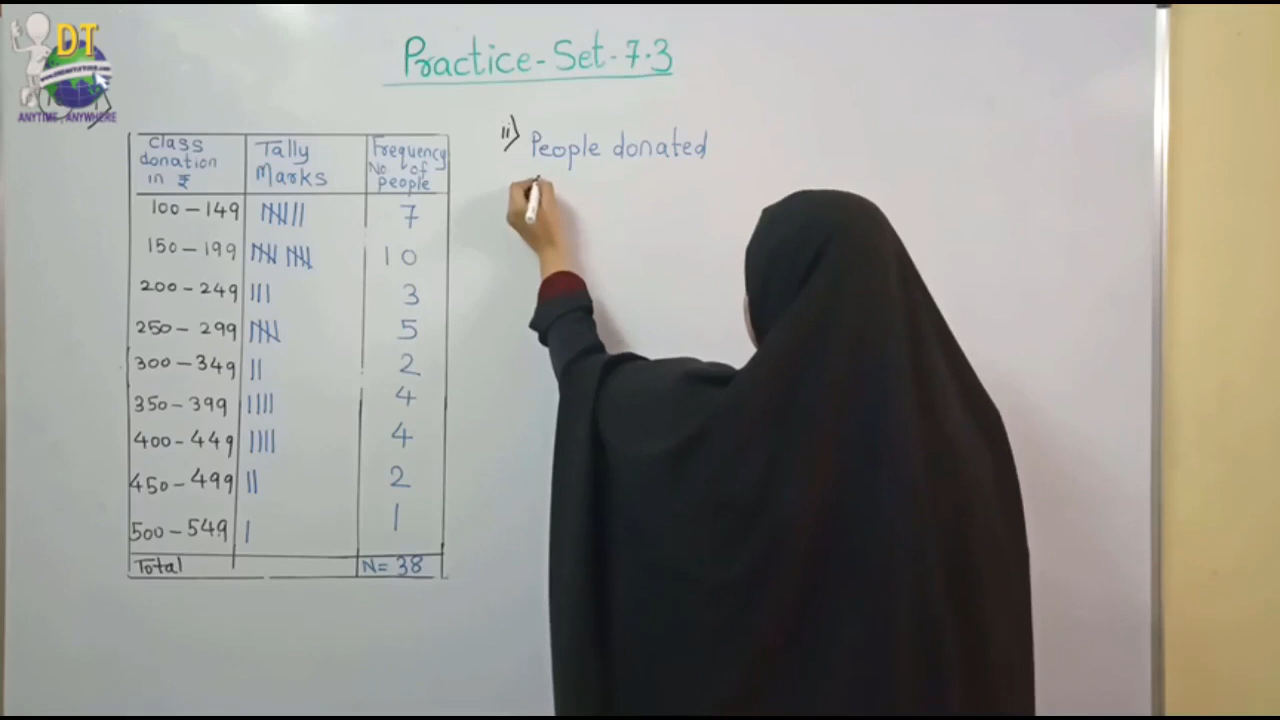 DT
ANYTIME, ANYWHERE
Practice-Set-7.3
Class donation in ₹ Tally Marks Frequency No of people
100-149 𝍸|| 7
150-199 𝍸 𝍸 10
200-249 ||| 3
250-299 𝍸 5
300-349 || 2
350-399 |||| 4
400-449 |||| 4
450-499 || 2
500-549 | 1
Total N= 38
ii) People donated